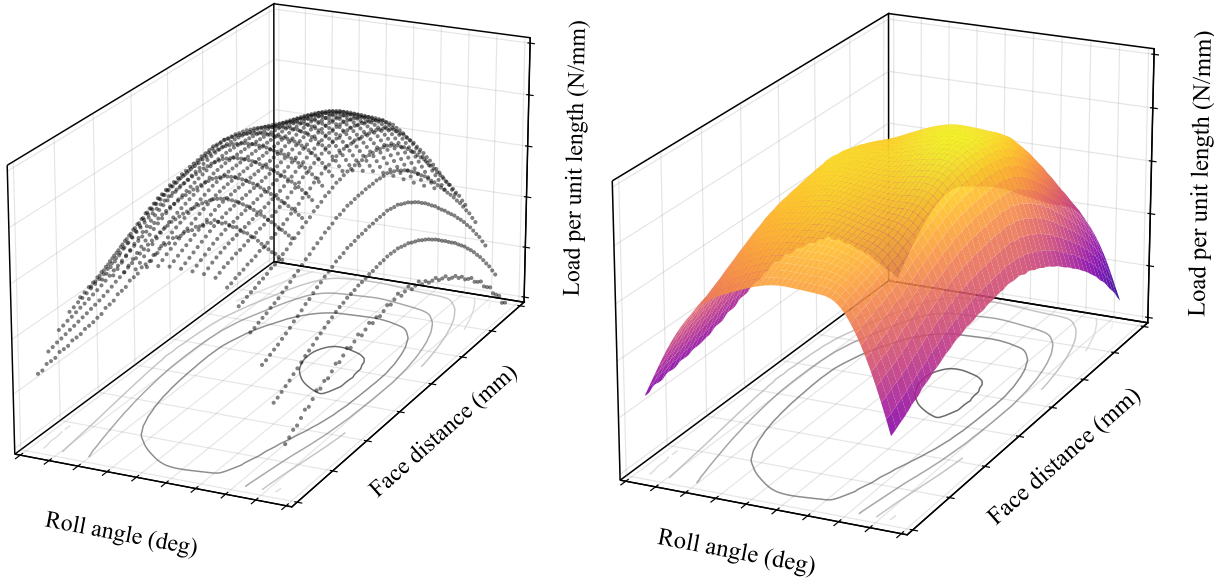 Load per unit length (N/mm)
Face distance (mm)
Roll angle (deg)
Load per unit length (N/mm)
Face distance (mm)
Roll angle (deg)